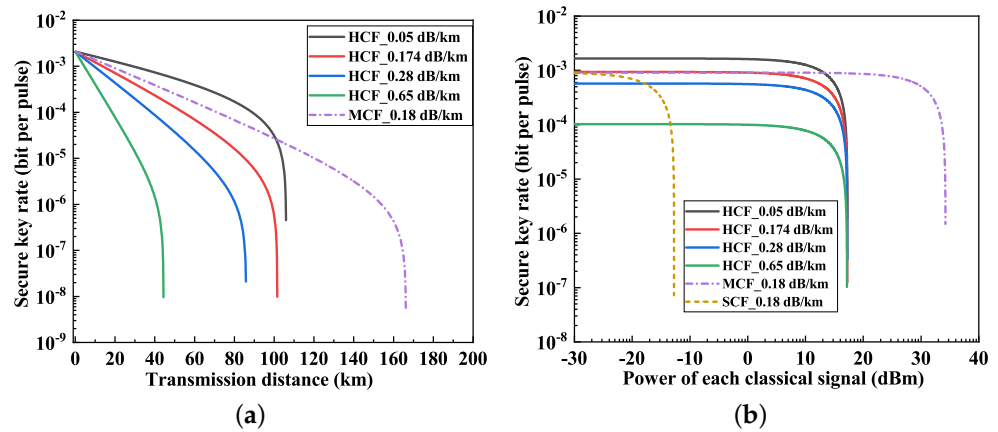 10⁻²
10⁻³
10⁻⁴
10⁻⁵
10⁻⁶
10⁻⁷
10⁻⁸
10⁻⁹
Secure key rate (bit per pulse)
HCF_0.05 dB/km
HCF_0.174 dB/km
HCF_0.28 dB/km
HCF_0.65 dB/km
MCF_0.18 dB/km
0 20 40 60 80 100 120 140 160 180 200
Transmission distance (km)
(a)
10⁻²
10⁻³
10⁻⁴
10⁻⁵
10⁻⁶
10⁻⁷
10⁻⁸
Secure key rate (bit per pulse)
HCF_0.05 dB/km
HCF_0.174 dB/km
HCF_0.28 dB/km
HCF_0.65 dB/km
MCF_0.18 dB/km
SCF_0.18 dB/km
-30 -20 -10 0 10 20 30 40
Power of each classical signal (dBm)
(b)